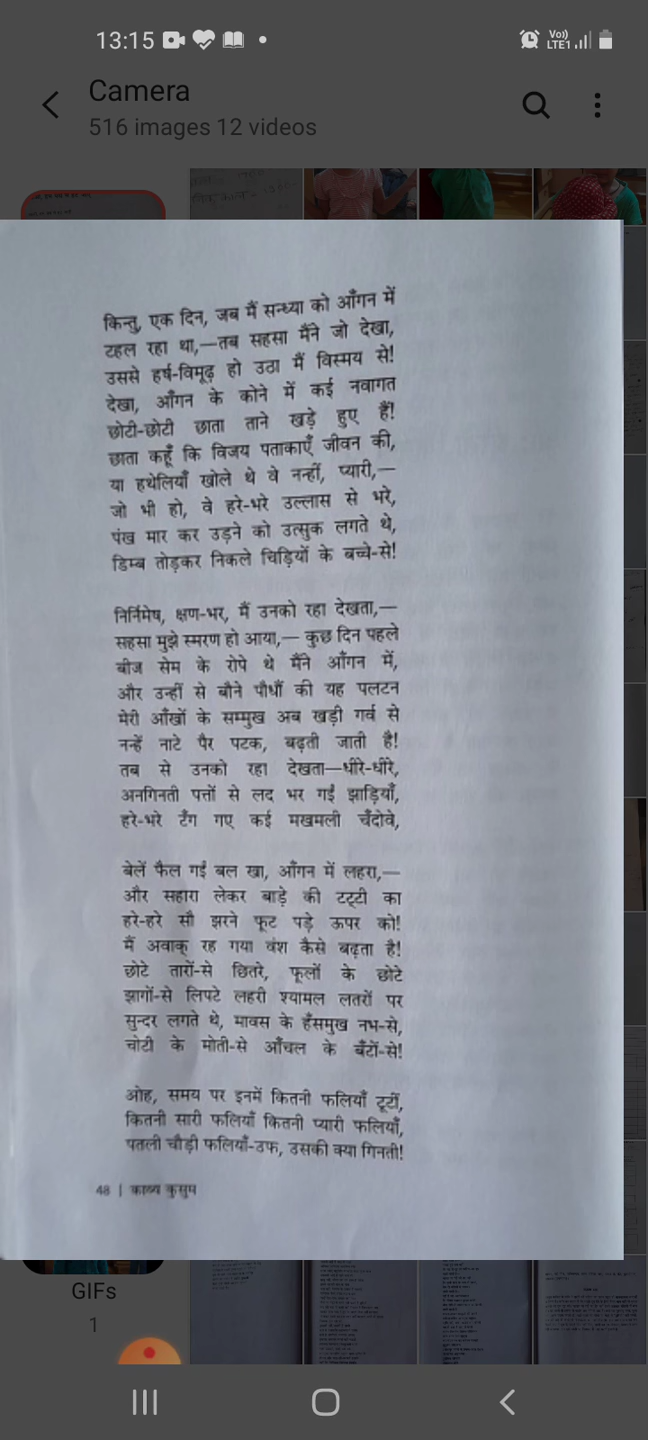 13:15
Vo)
LTE1
Camera
516 images 12 videos
किन्तु, एक दिन, जब मैं सन्ध्या को आँगन में
टहल रहा था,—तब सहसा मैंने जो देखा,
उससे हर्ष-विमूढ़ हो उठा मैं विस्मय से!
देखा, आँगन के कोने में कई नवागत
छोटी-छोटी छाता ताने खड़े हुए हैं!
छाता कहूँ कि विजय पताकाएँ जीवन की,
या हथेलियाँ खोले थे वे नन्हीं, प्यारी,—
जो भी हो, वे हरे-भरे उल्लास से भरे,
पंख मार कर उड़ने को उत्सुक लगते थे,
डिम्ब तोड़कर निकले चिड़ियों के बच्चे-से!
निर्निमेष, क्षण-भर, मैं उनको रहा देखता,—
सहसा मुझे स्मरण हो आया,— कुछ दिन पहले
बीज सेम के रोपे थे मैंने आँगन में,
और उन्हीं से बौने पौधौं की यह पलटन
मेरी आँखों के सम्मुख अब खड़ी गर्व से
नन्हें नाटे पैर पटक, बढ़ती जाती है!
तब से उनको रहा देखता—धीरे-धीरे,
अनगिनती पत्तों से लद भर गईं झाड़ियाँ,
हरे-भरे टँग गए कई मखमली चँदोवे,
बेलें फैल गईं बल खा, आँगन में लहरा,—
और सहारा लेकर बाड़े की टट्टी का
हरे-हरे सौ झरने फूट पड़े ऊपर को!
मैं अवाक् रह गया वंश कैसे बढ़ता है!
छोटे तारों-से छितरे, फूलों के छोटे
झागों-से लिपटे लहरी श्यामल लतरों पर
सुन्दर लगते थे, मावस के हँसमुख नभ-से,
चोटी के मोती-से आँचल के बँटों-से!
ओह, समय पर इनमें कितनी फलियाँ टूटीं,
कितनी सारी फलियाँ कितनी प्यारी फलियाँ,
पतली चौड़ी फलियाँ-उफ, उसकी क्या गिनती!
48 | काव्य कुसुम
GIFs
1